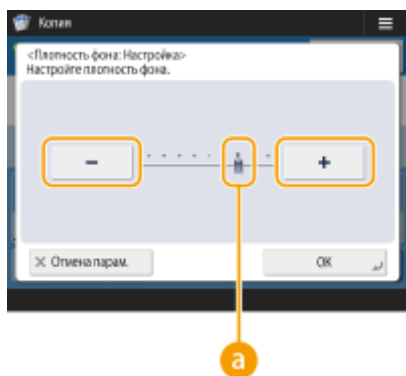 Копия
<Плотность фона: Настройка>
Настройте плотность фона.
− +
× Отмена парам. OK
a